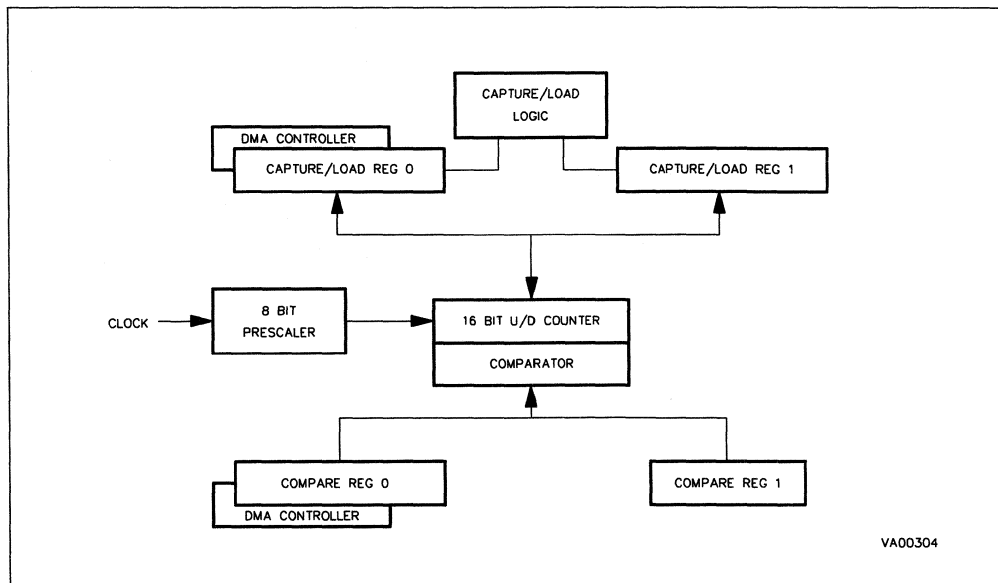 CAPTURE/LOAD
LOGIC
DMA CONTROLLER
CAPTURE/LOAD REG 0
CAPTURE/LOAD REG 1
CLOCK
8 BIT
PRESCALER
16 BIT U/D COUNTER
COMPARATOR
COMPARE REG 0
COMPARE REG 1
DMA CONTROLLER
VA00304